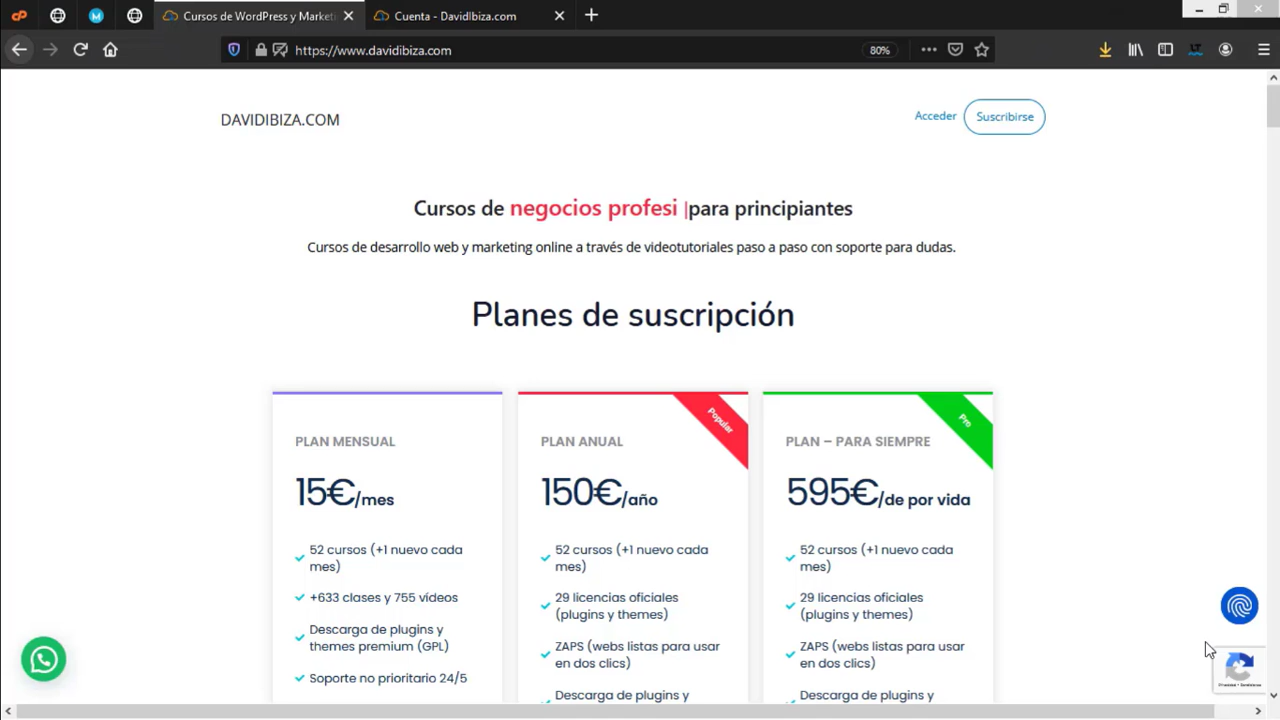 Cursos de WordPress y Marketi
Cuenta - DavidIbiza.com
https://www.davidibiza.com
80%
DAVIDIBIZA.COM
Acceder
Suscribirse
Cursos de negocios profesi |para principiantes
Cursos de desarrollo web y marketing online a través de videotutoriales paso a paso con soporte para dudas.
Planes de suscripción
PLAN MENSUAL
15€/mes
52 cursos (+1 nuevo cada
mes)
+633 clases y 755 vídeos
Descarga de plugins y
themes premium (GPL)
Soporte no prioritario 24/5
Popular
PLAN ANUAL
150€/año
52 cursos (+1 nuevo cada
mes)
29 licencias oficiales
(plugins y themes)
ZAPS (webs listas para usar
en dos clics)
Descarga de plugins y
Pro
PLAN – PARA SIEMPRE
595€/de por vida
52 cursos (+1 nuevo cada
mes)
29 licencias oficiales
(plugins y themes)
ZAPS (webs listas para usar
en dos clics)
Descarga de plugins y